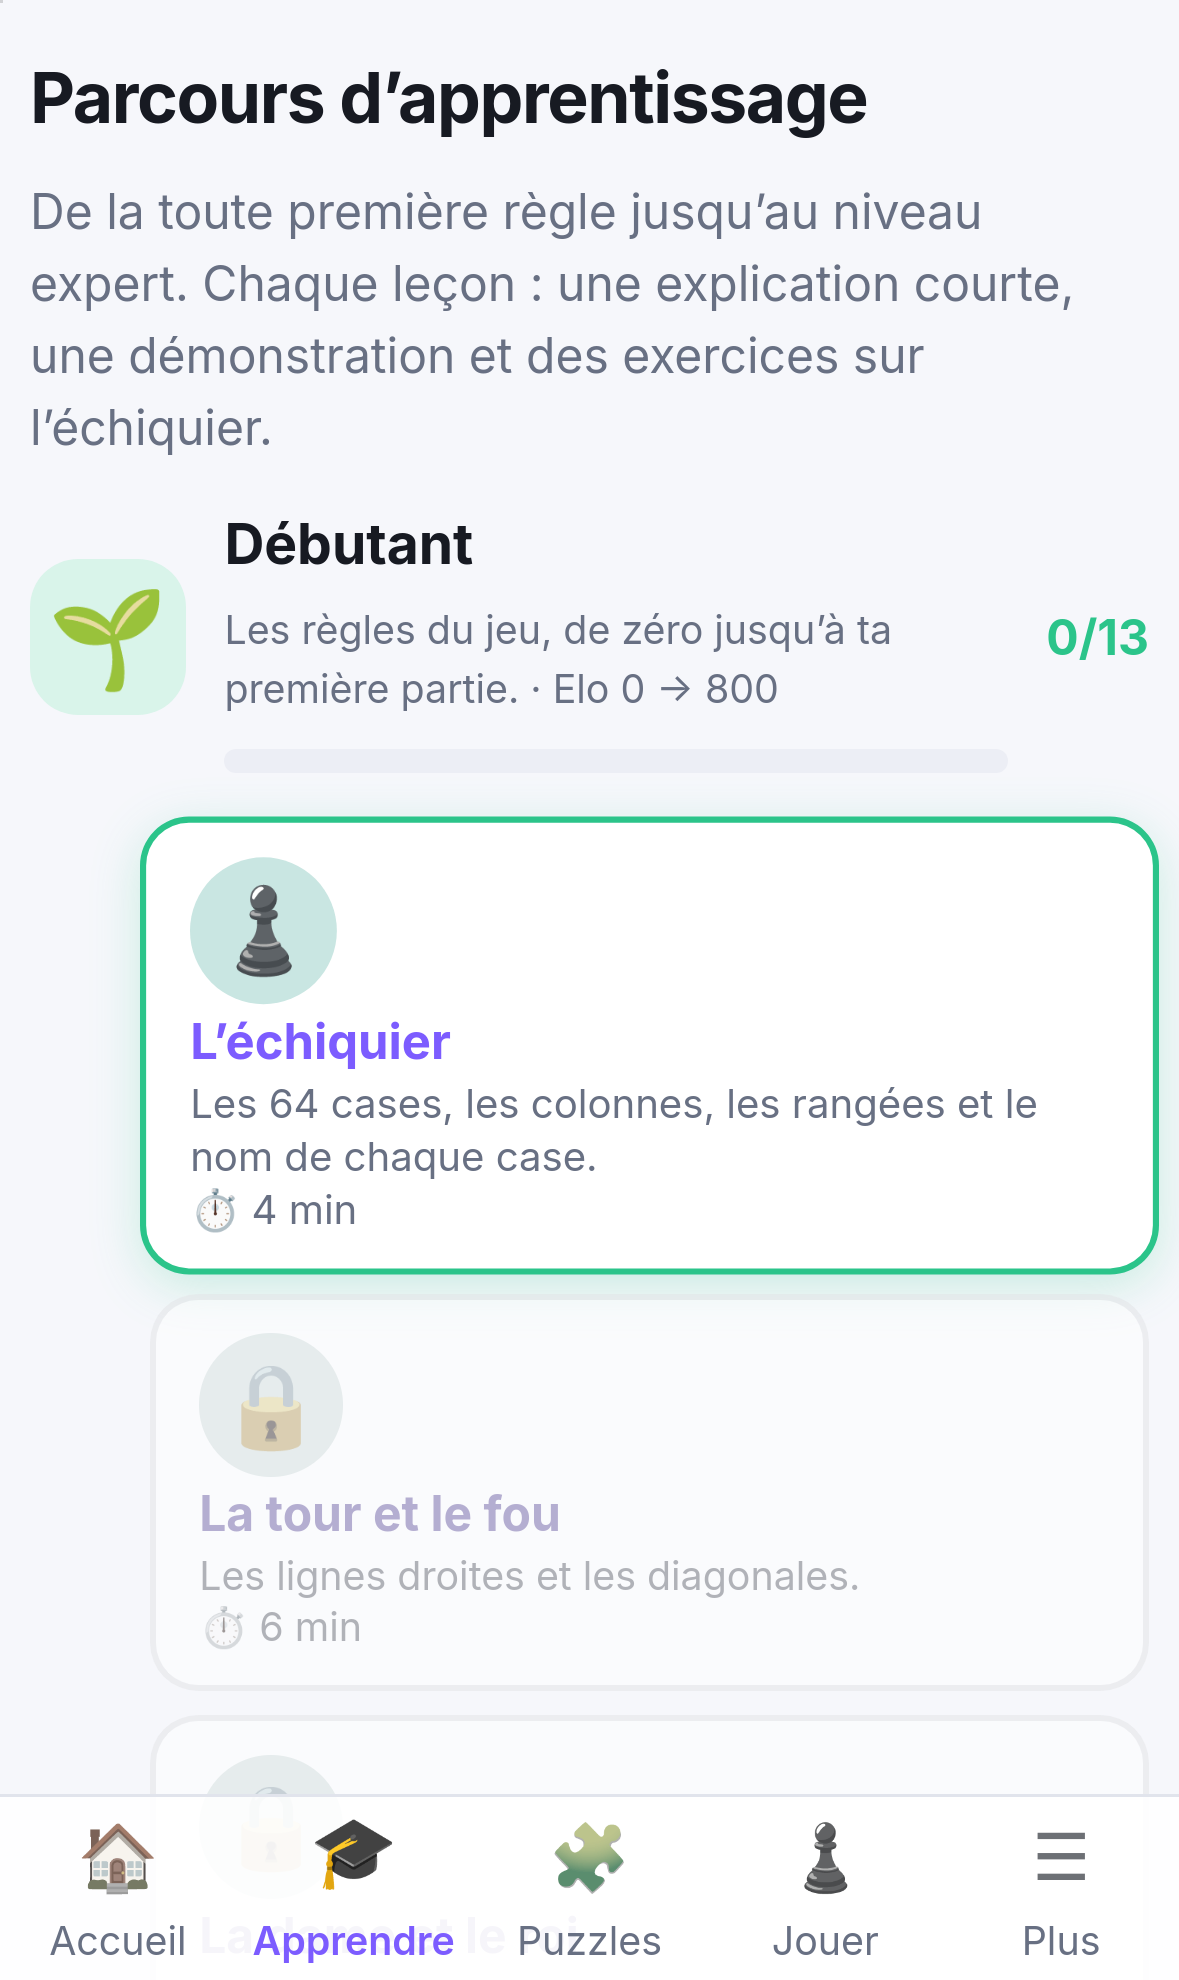 Parcours d’apprentissage
De la toute première règle jusqu’au niveau
expert. Chaque leçon : une explication courte,
une démonstration et des exercices sur
l’échiquier.
Débutant
Les règles du jeu, de zéro jusqu’à ta
première partie. · Elo 0 → 800
0/13
L’échiquier
Les 64 cases, les colonnes, les rangées et le
nom de chaque case.
⏱️ 4 min
La tour et le fou
Les lignes droites et les diagonales.
⏱️ 6 min
Accueil
Apprendre
Puzzles
Jouer
Plus